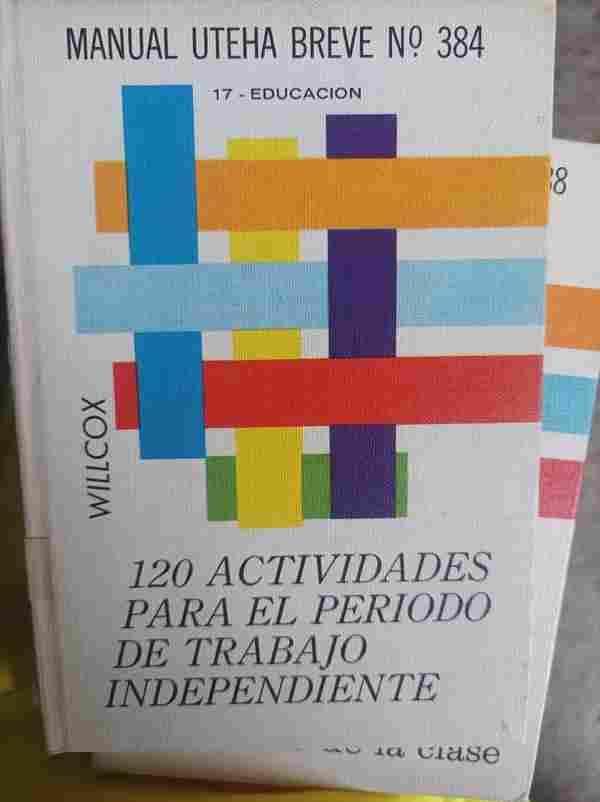 MANUAL UTEHA BREVE Nº 384
17 - EDUCACION
WILLCOX
120 ACTIVIDADES
PARA EL PERIODO
DE TRABAJO
INDEPENDIENTE
la clase